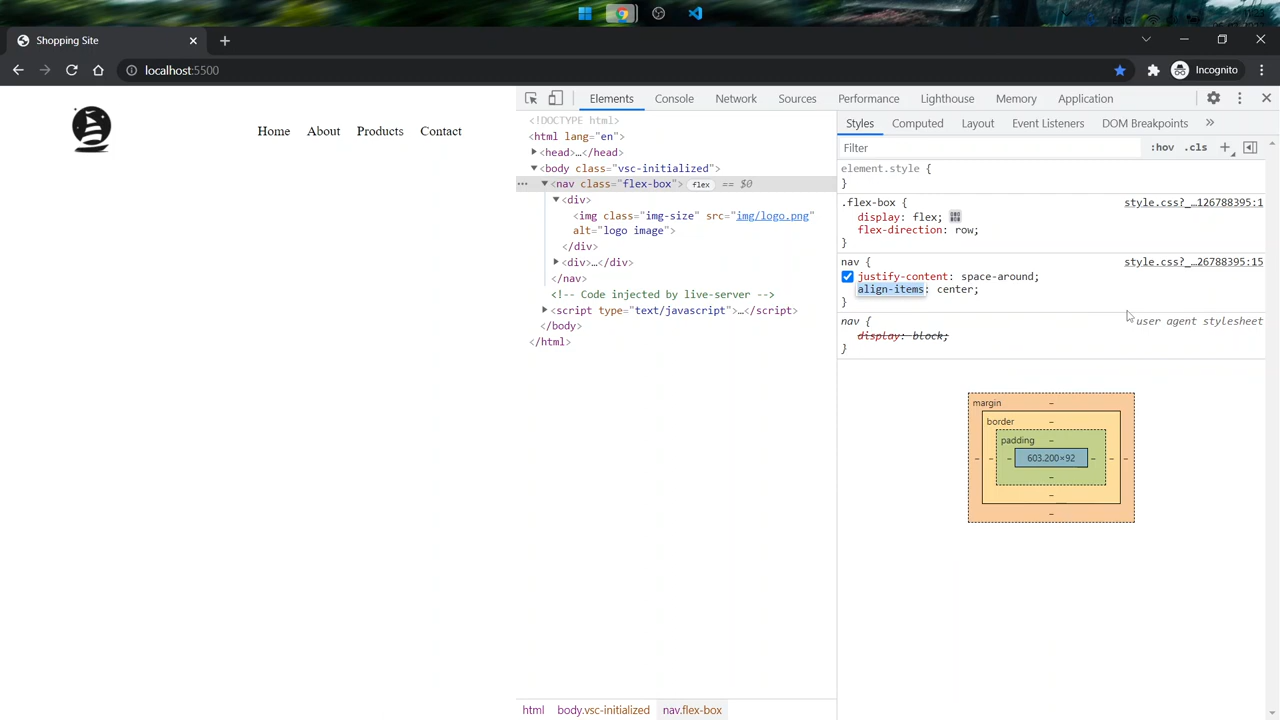 Shopping Site
localhost:5500
Incognito
Home About Products Contact
Elements Console Network Sources Performance Lighthouse Memory Application
<!DOCTYPE html>
<html lang="en">
<head>…</head>
<body class="vsc-initialized">
<nav class="flex-box"> flex == $0
<div>
<img class="img-size" src="img/logo.png"
alt="logo image">
</div>
<div>…</div>
</nav>
<!-- Code injected by live-server -->
<script type="text/javascript">…</script>
</body>
</html>
html body.vsc-initialized nav.flex-box
Styles Computed Layout Event Listeners DOM Breakpoints
Filter :hov .cls
element.style {
}
.flex-box { style.css?_…126788395:1
display: flex;
flex-direction: row;
}
nav { style.css?_…26788395:15
justify-content: space-around;
align-items: center;
}
nav { user agent stylesheet
display: block;
}
margin –
border –
padding –
– – – 603.200×92 – – –
–
–
–